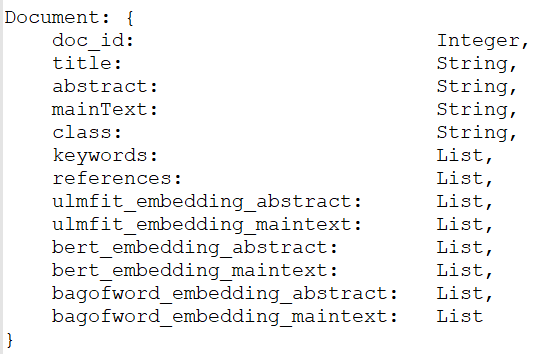 Document: {
    doc_id:                         Integer,
    title:                          String,
    abstract:                       String,
    mainText:                       String,
    class:                          String,
    keywords:                       List,
    references:                     List,
    ulmfit_embedding_abstract:      List,
    ulmfit_embedding_maintext:      List,
    bert_embedding_abstract:        List,
    bert_embedding_maintext:        List,
    bagofword_embedding_abstract:   List,
    bagofword_embedding_maintext:   List
}